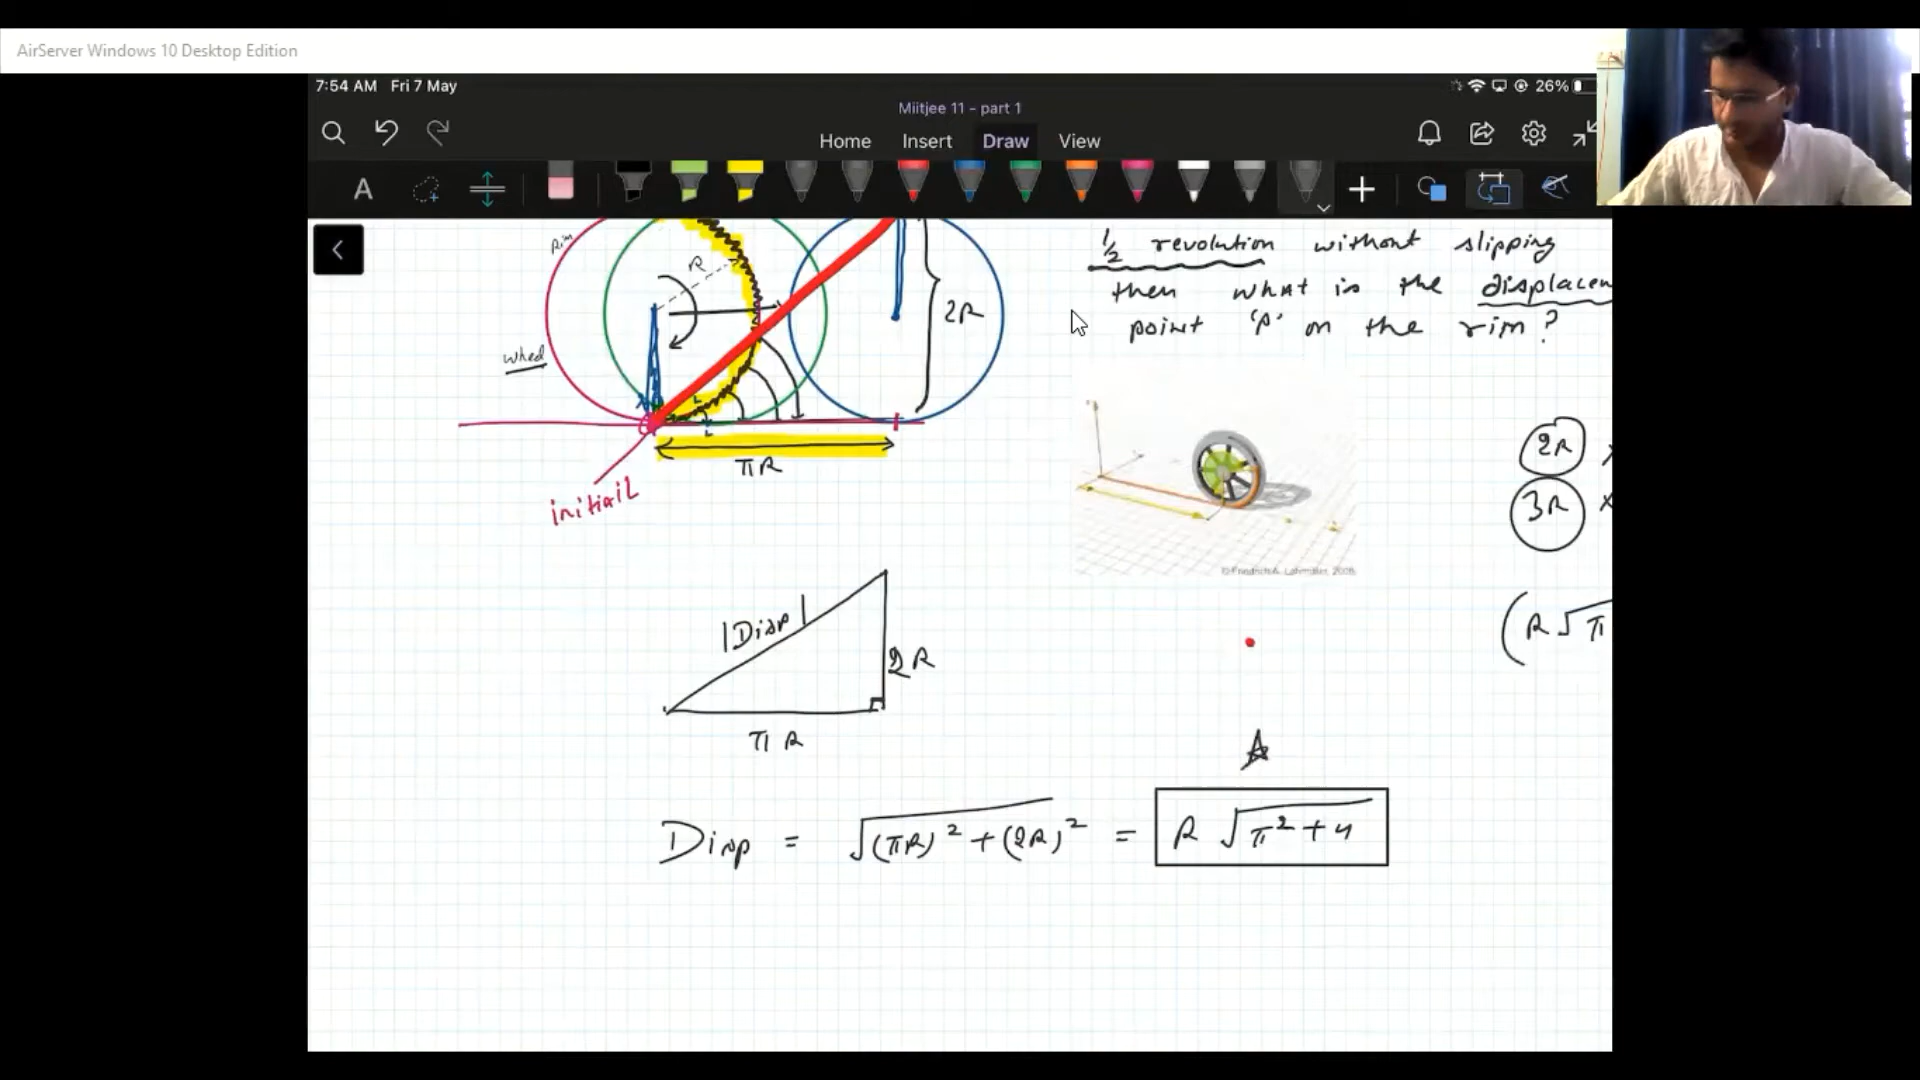 AirServer Windows 10 Desktop Edition
7:54 AM Fri 7 May
26%
Miitjee 11 - part 1
Home Insert Draw View
A
Rim
R
2R
wheel
πR
initial
1/2 revolution without slipping
then what is the displacem
point 'P' on the rim?
2R x
3R x
(R√π
|Disp|
2R
πR
Disp = √(πR)² + (2R)² = R √π² + 4